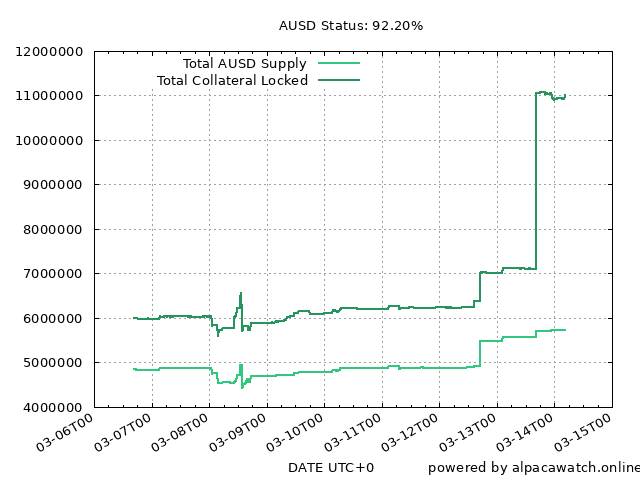 AUSD Status: 92.20%
12000000
11000000
10000000
9000000
8000000
7000000
6000000
5000000
4000000
Total AUSD Supply
Total Collateral Locked
03-06T00
03-07T00
03-08T00
03-09T00
03-10T00
03-11T00
03-12T00
03-13T00
03-14T00
03-15T00
DATE UTC+0
powered by alpacawatch.online